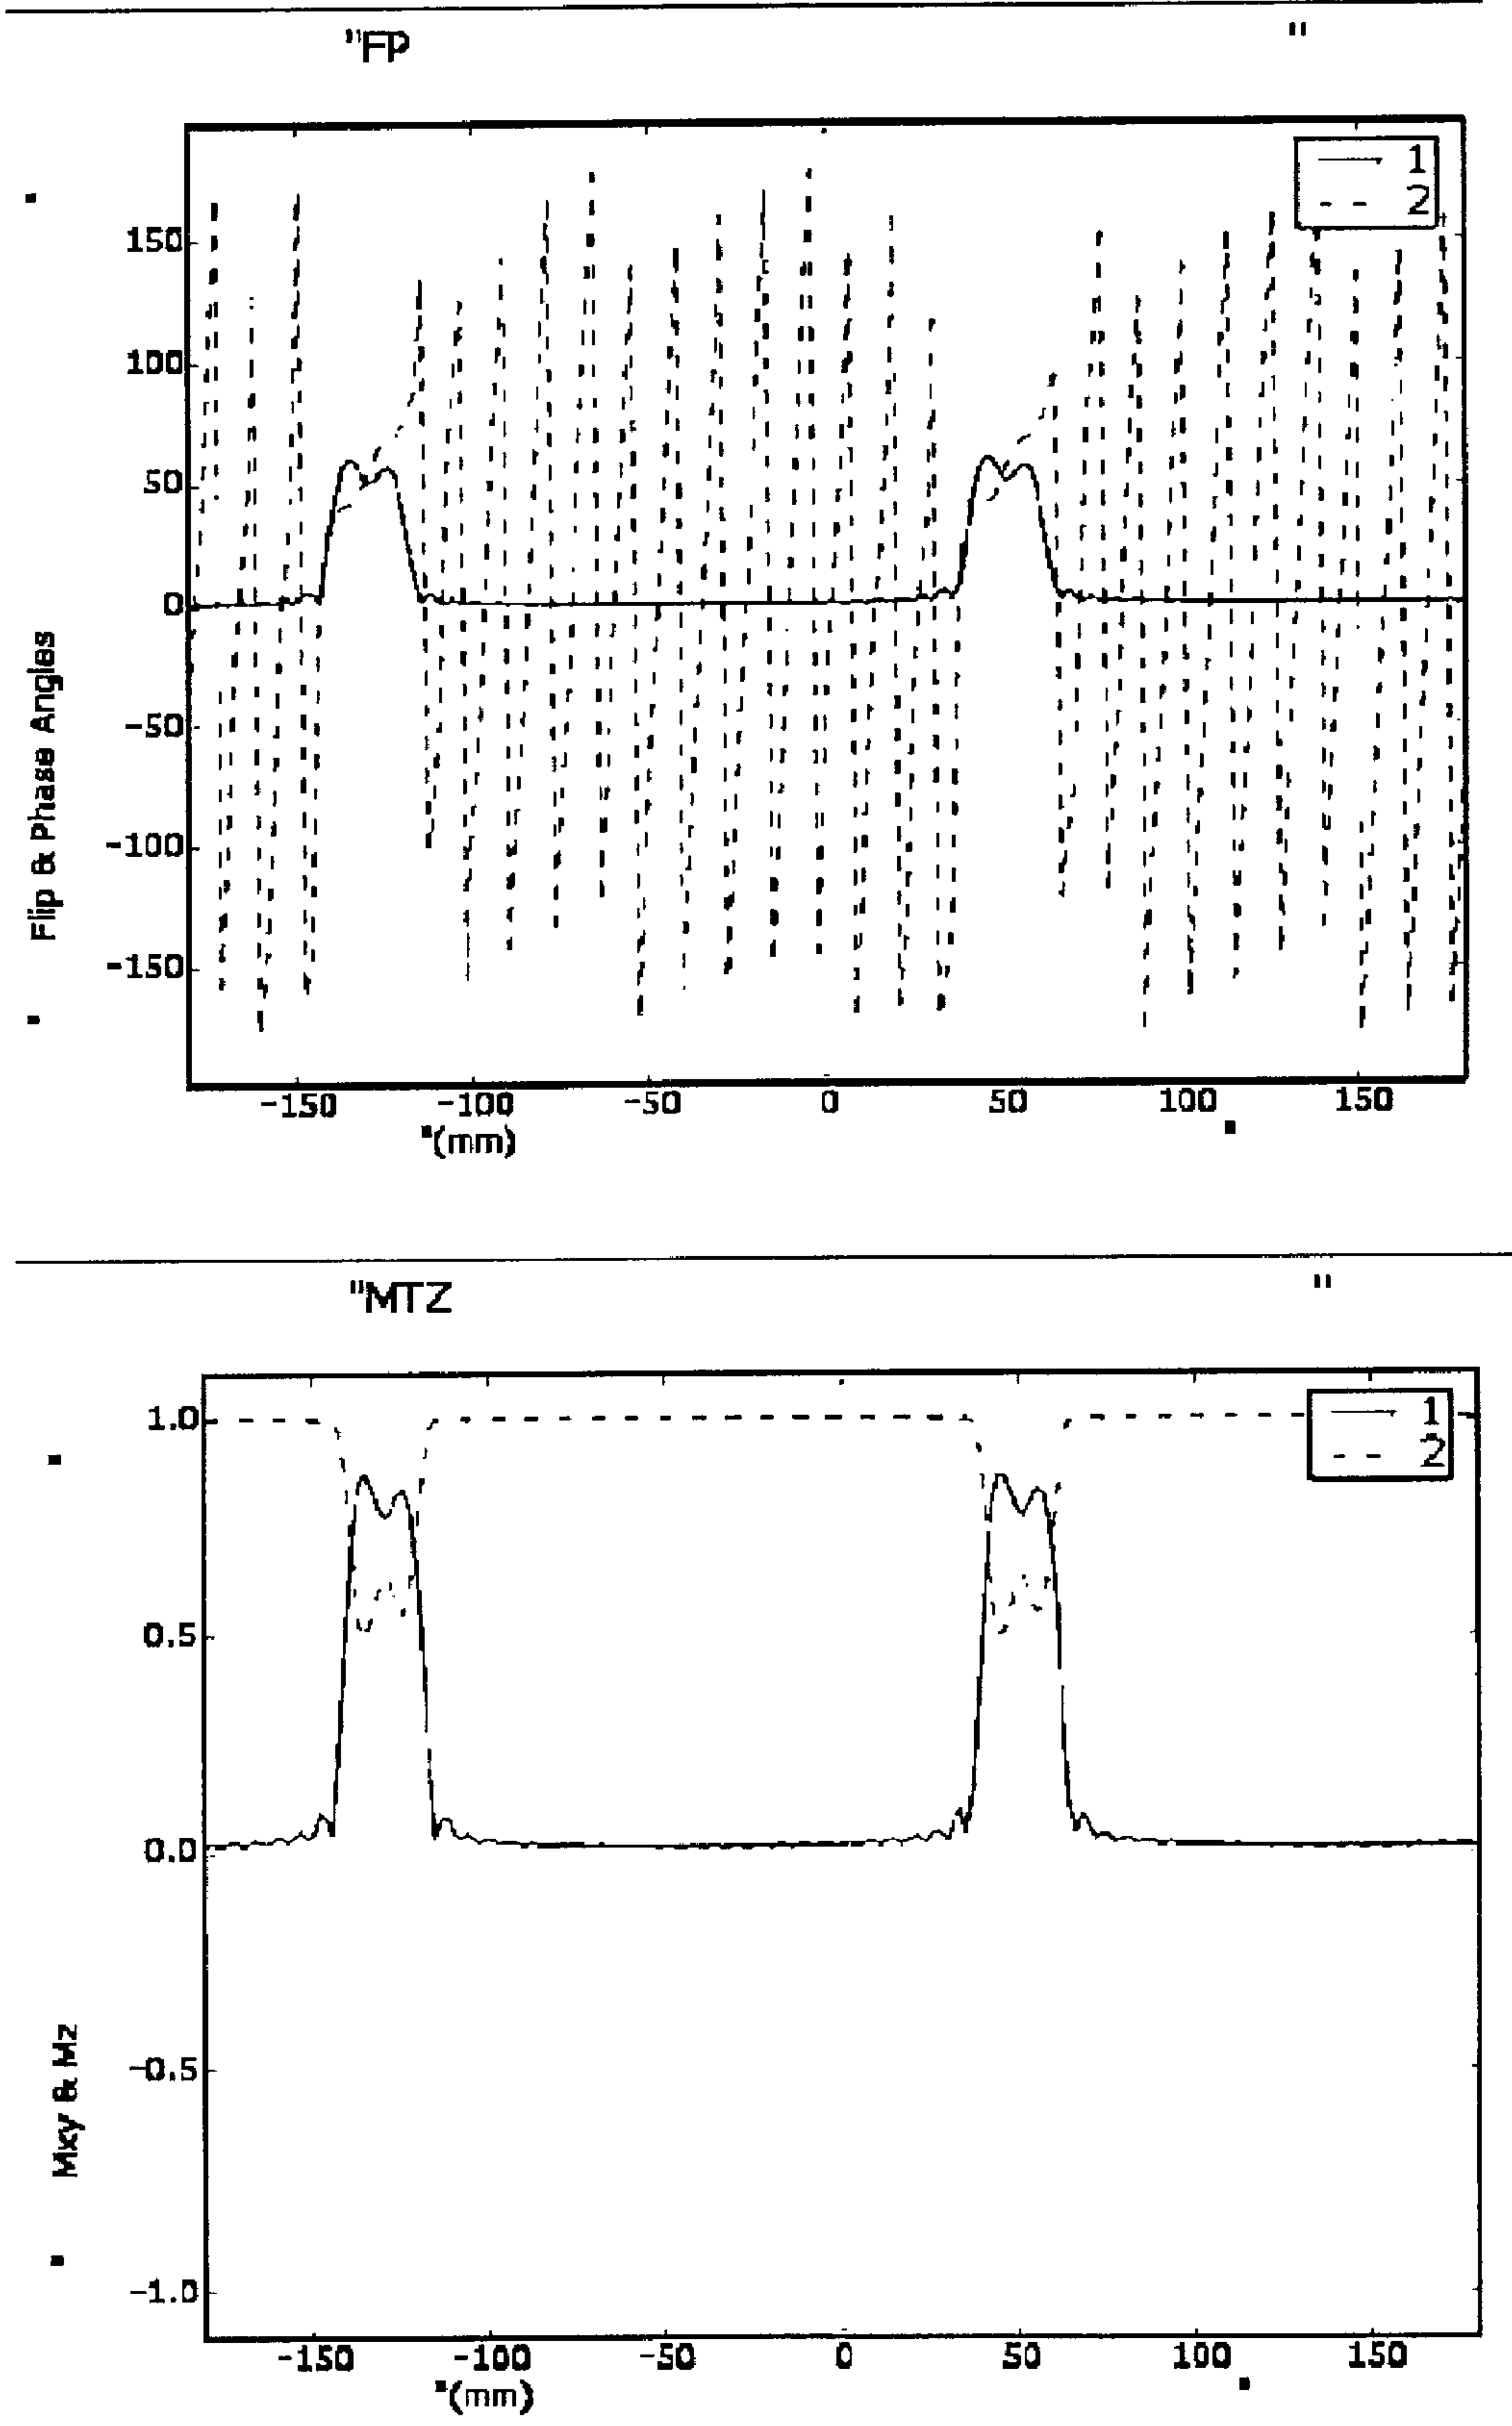 "FP "
1
2
150
100
50
0
-50
-100
-150
Flip & Phase Angles
-150 -100 -50 0 50 100 150
"(mm) "
"MTZ "
1
2
1.0
0.5
0.0
-0.5
-1.0
Mxy & Mz
-150 -100 -50 0 50 100 150
"(mm) "